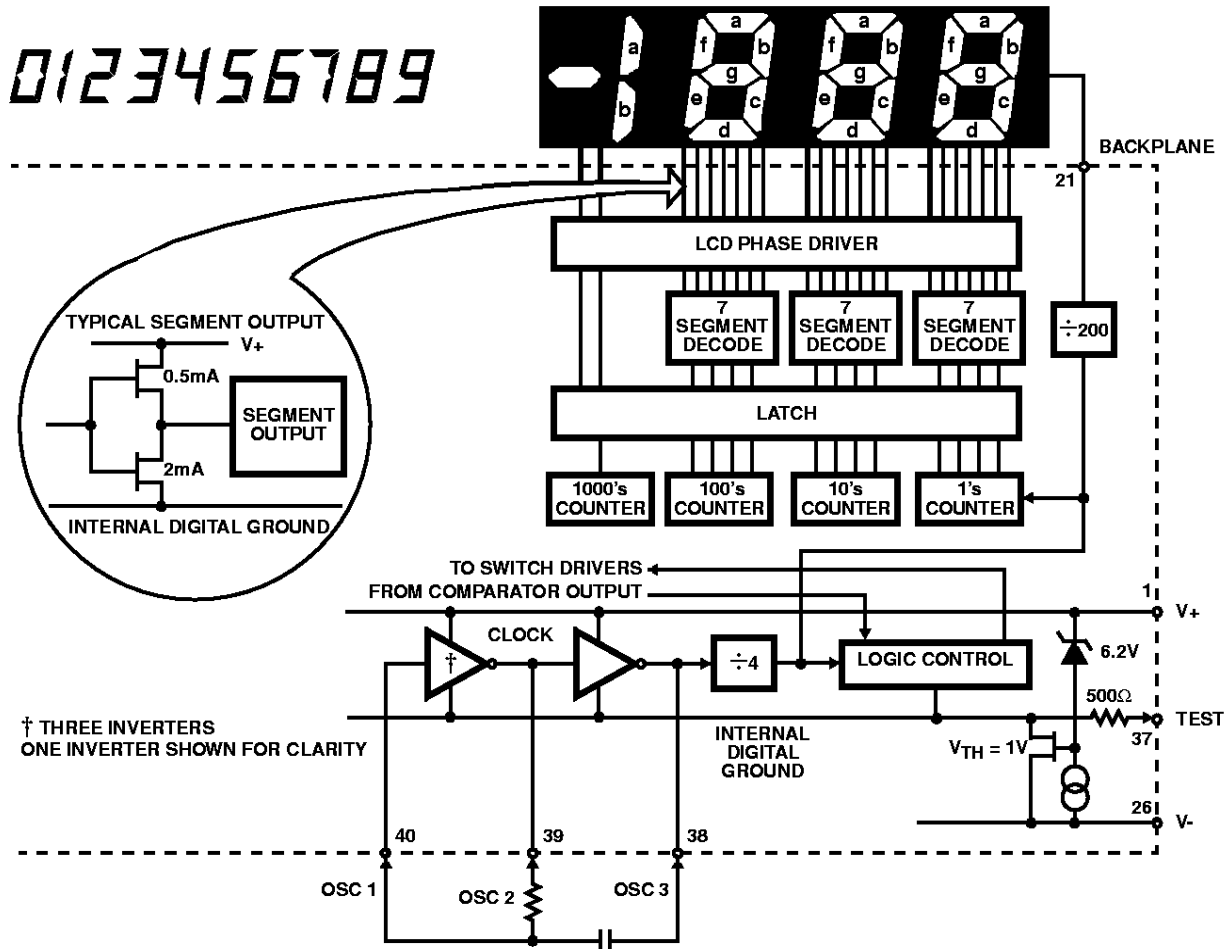 0123456789
a
b
a
f
b
g
e
c
d
a
f
b
g
e
c
d
a
f
b
g
e
c
d
BACKPLANE
21
LCD PHASE DRIVER
7
SEGMENT
DECODE
7
SEGMENT
DECODE
7
SEGMENT
DECODE
÷200
TYPICAL SEGMENT OUTPUT
V+
0.5mA
SEGMENT
OUTPUT
2mA
INTERNAL DIGITAL GROUND
LATCH
1000's
COUNTER
100's
COUNTER
10's
COUNTER
1's
COUNTER
TO SWITCH DRIVERS
FROM COMPARATOR OUTPUT
1
V+
CLOCK
†
÷4
LOGIC CONTROL
6.2V
500Ω
TEST
37
† THREE INVERTERS
ONE INVERTER SHOWN FOR CLARITY
INTERNAL
DIGITAL
GROUND
VTH = 1V
26
V-
40
39
38
OSC 1
OSC 2
OSC 3